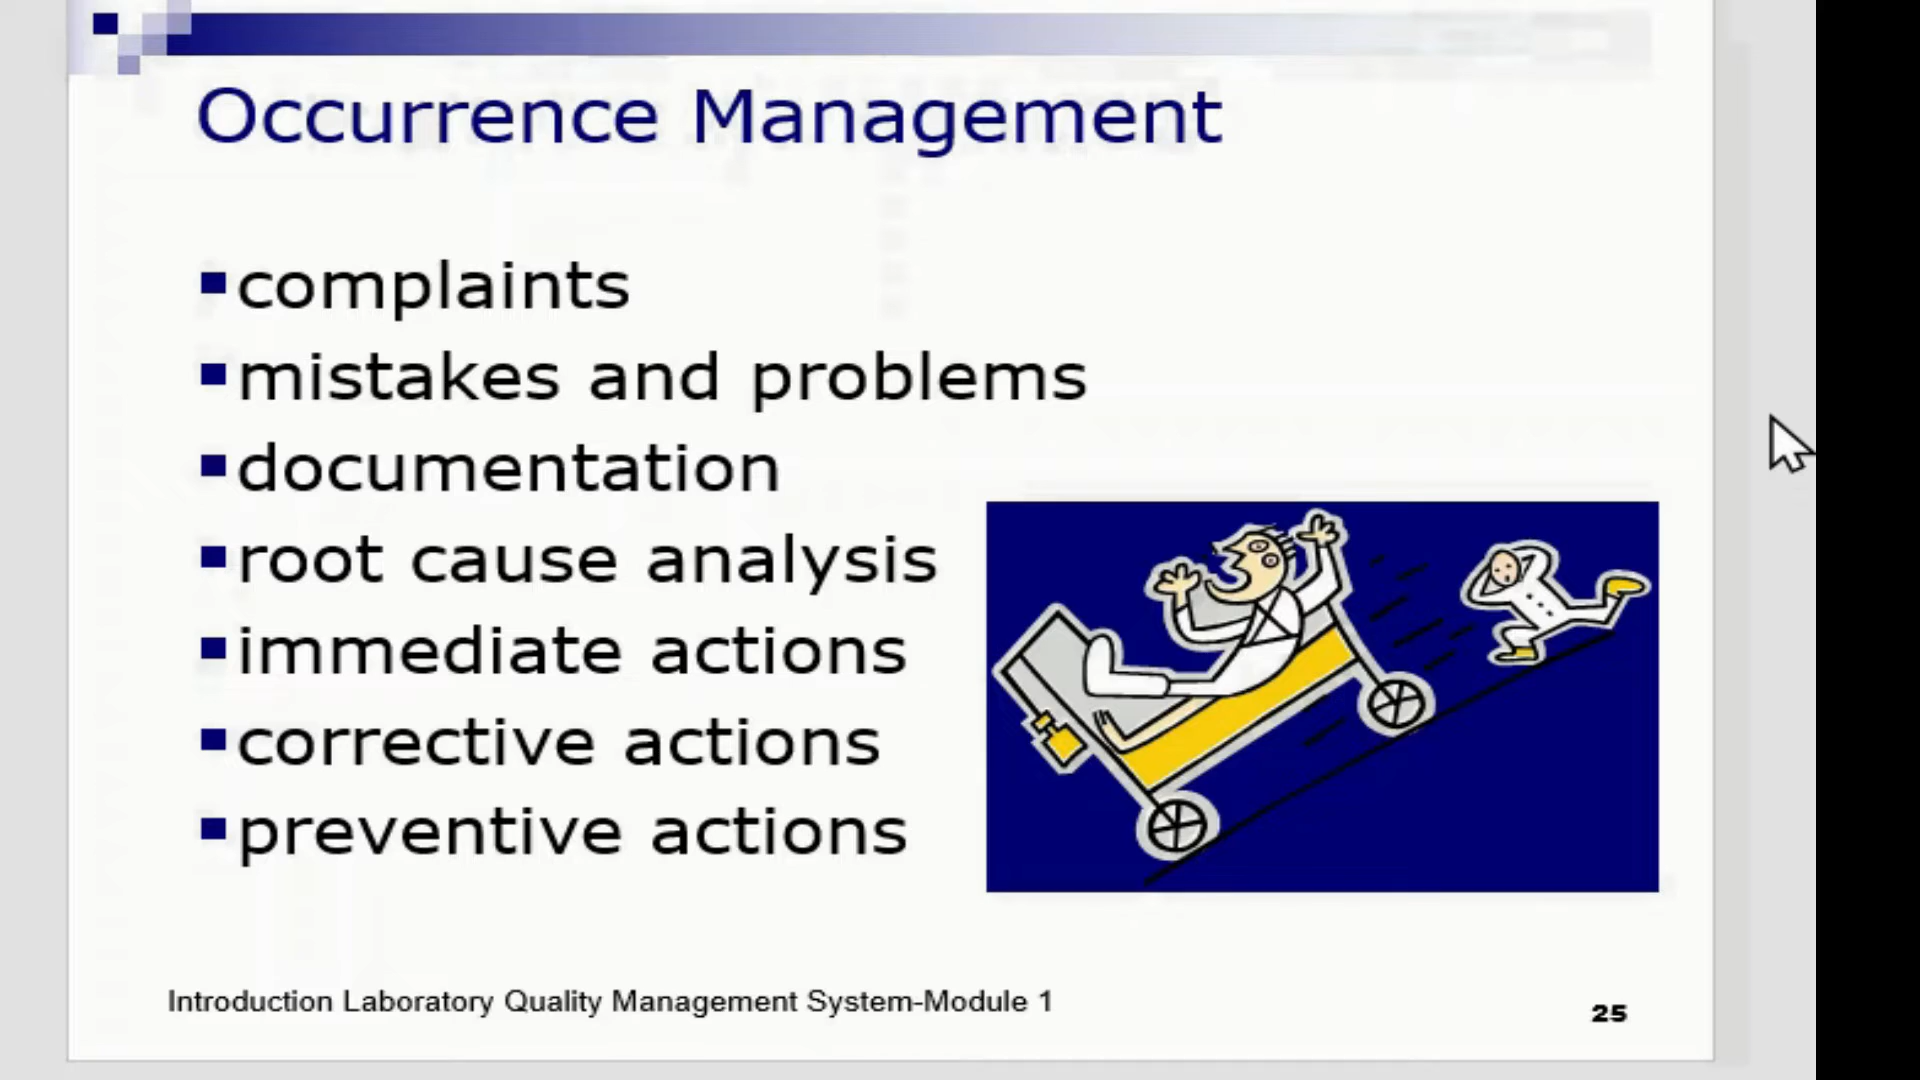 Occurrence Management
complaints
mistakes and problems
documentation
root cause analysis
immediate actions
corrective actions
preventive actions
Introduction Laboratory Quality Management System-Module 1
25